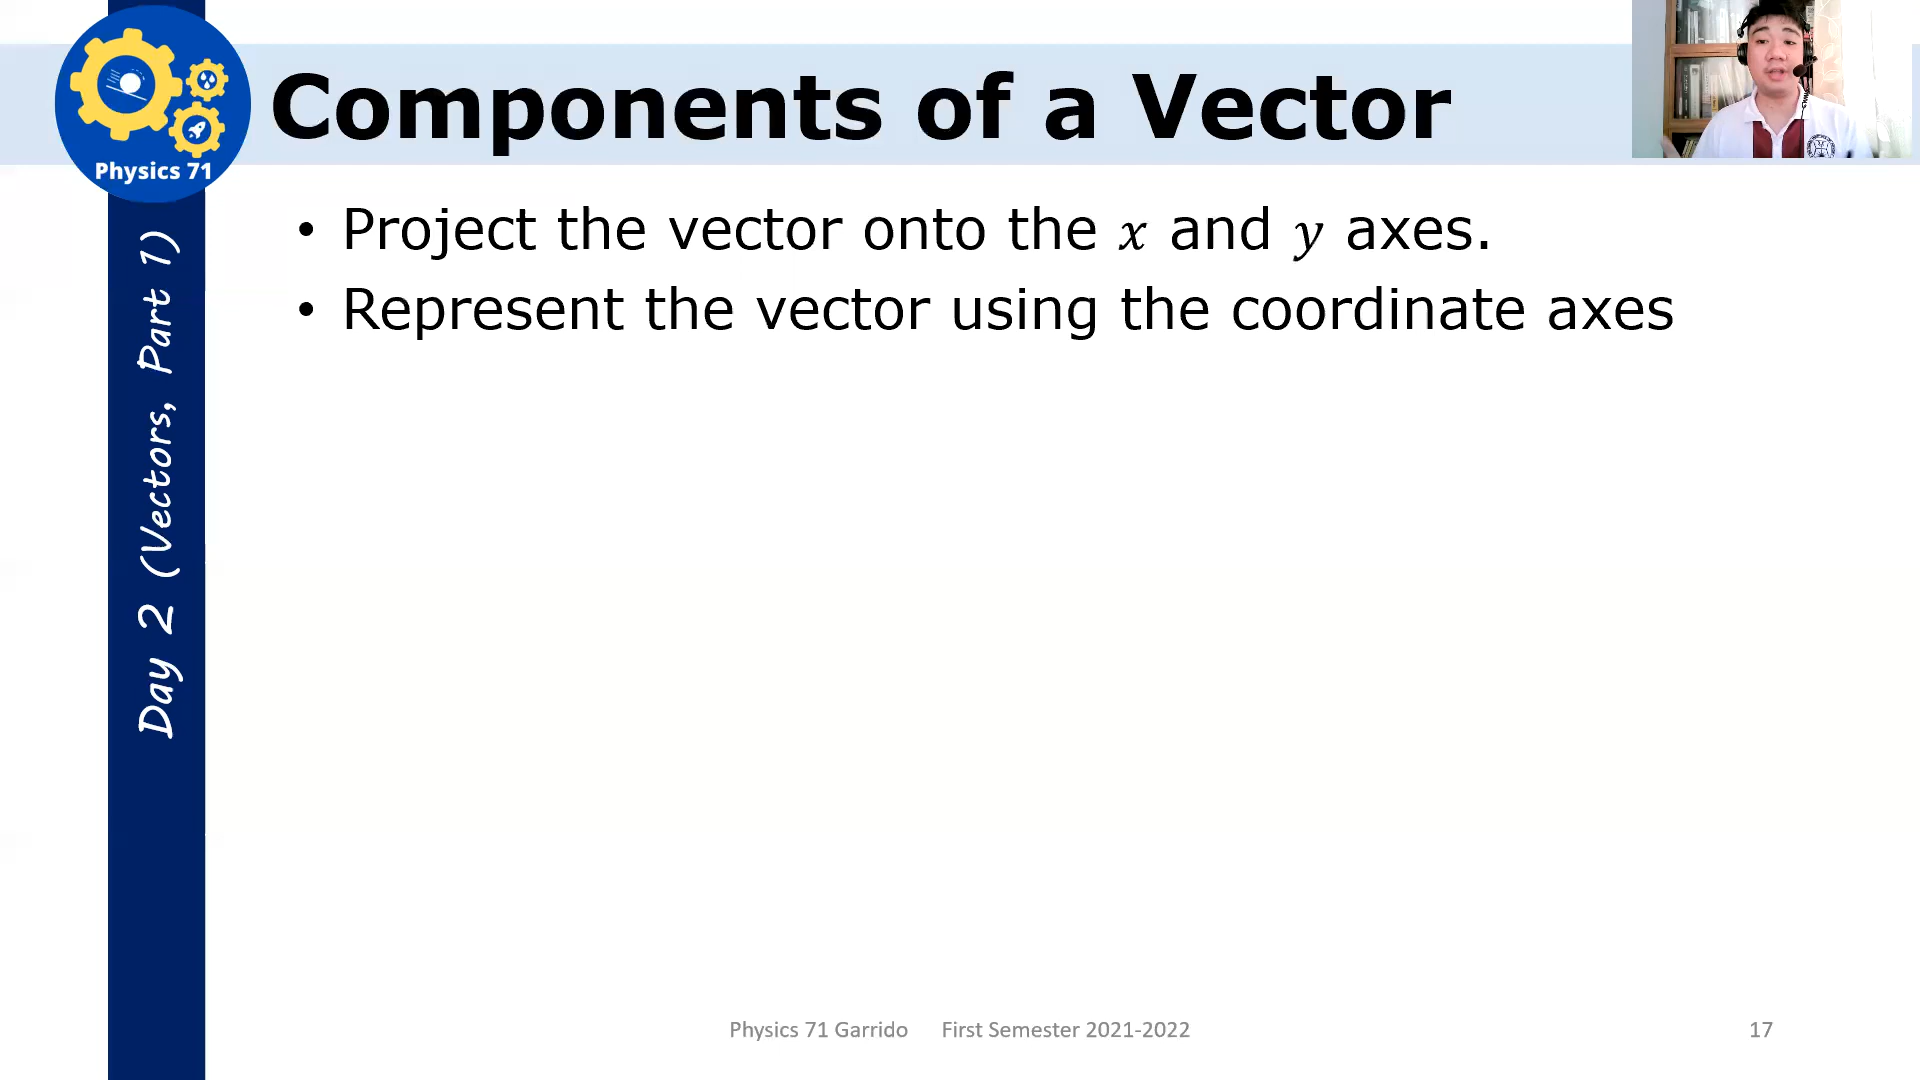 Components of a Vector
Physics 71
Day 2 (Vectors, Part 1)
• Project the vector onto the x and y axes.
• Represent the vector using the coordinate axes
Physics 71 Garrido First Semester 2021-2022
17